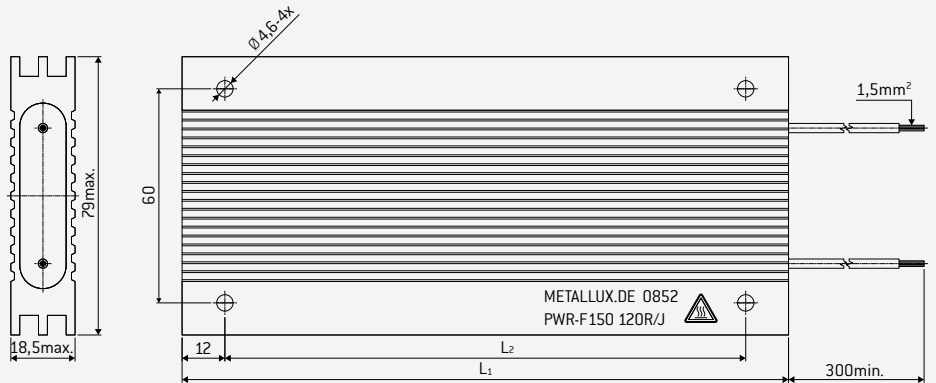 Ø 4,6-4x
1,5mm²
79max.
60
METALLUX.DE 0852
PWR-F150 120R/J
18,5max.
12
L₂
L₁
300min.